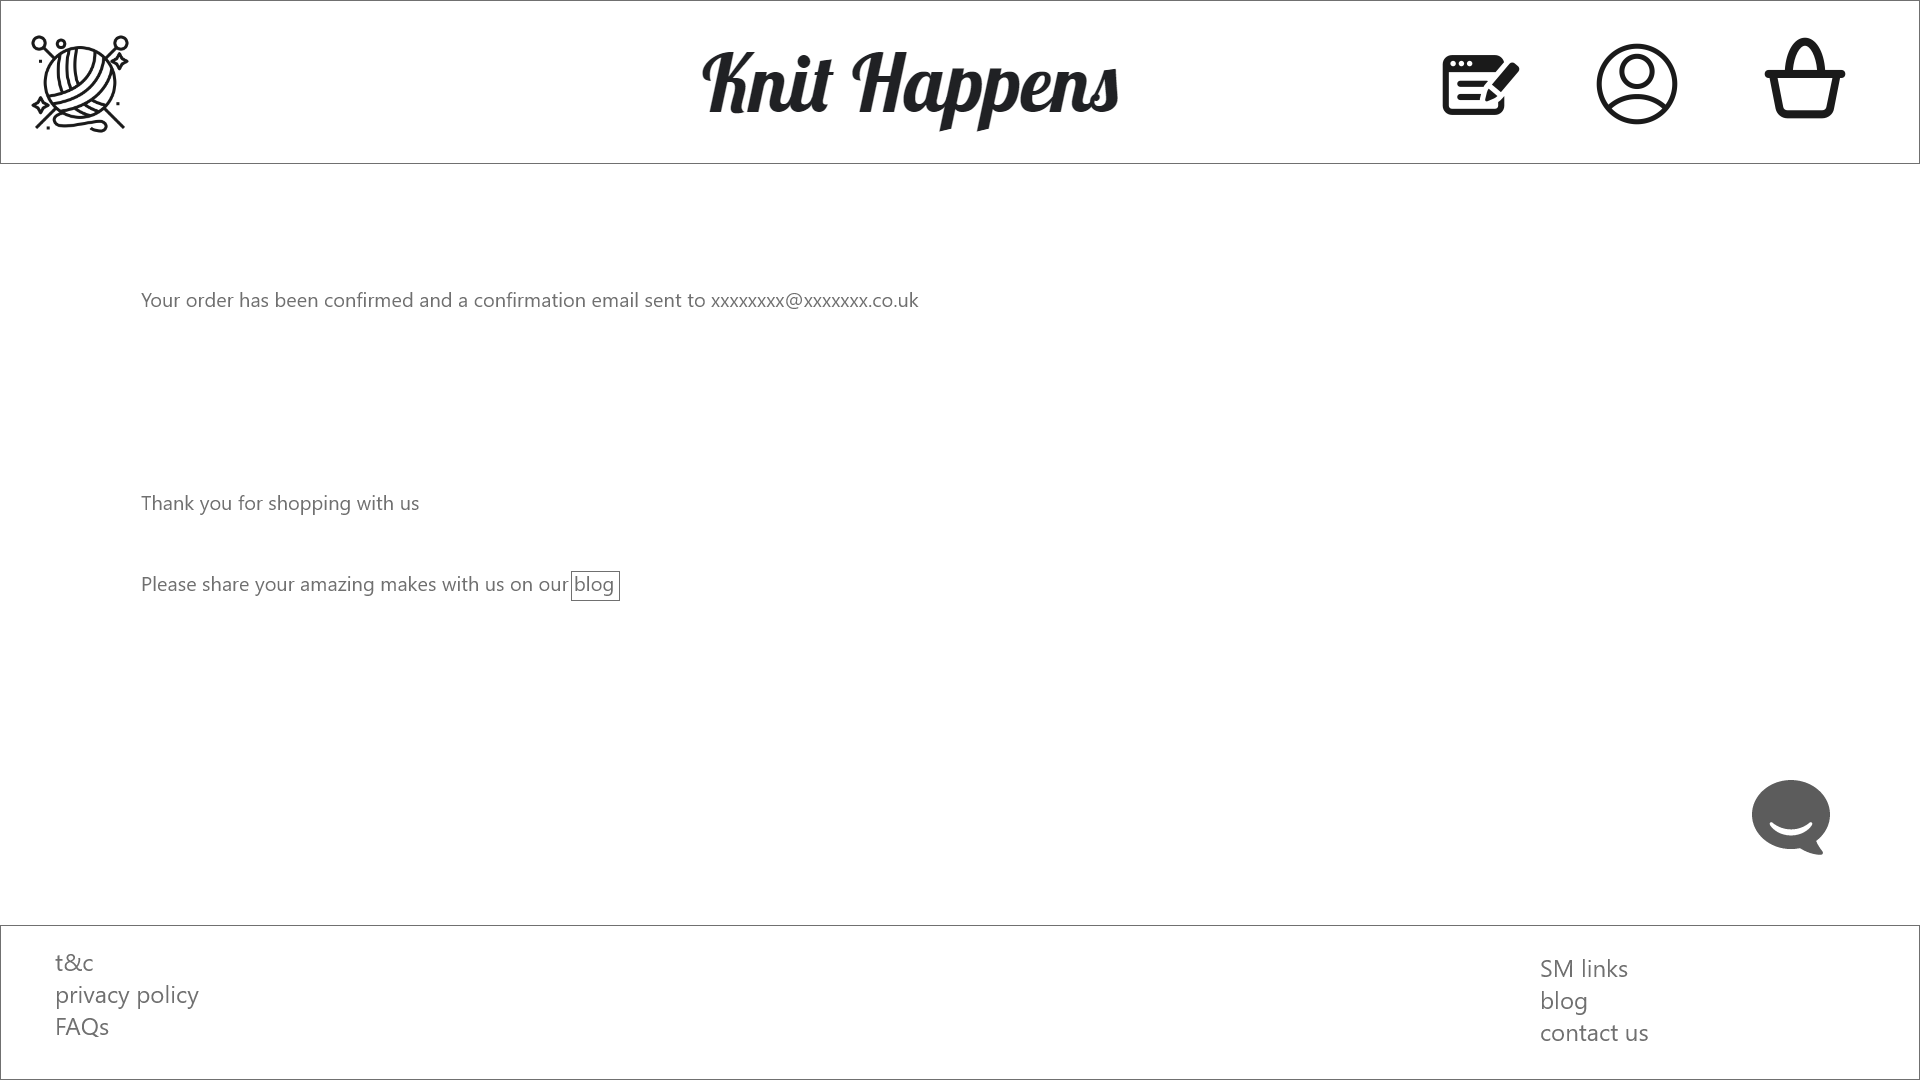 Knit Happens
Your order has been confirmed and a confirmation email sent to xxxxxxxx@xxxxxxx.co.uk
Thank you for shopping with us
Please share your amazing makes with us on our blog
t&c
privacy policy
FAQs
SM links
blog
contact us